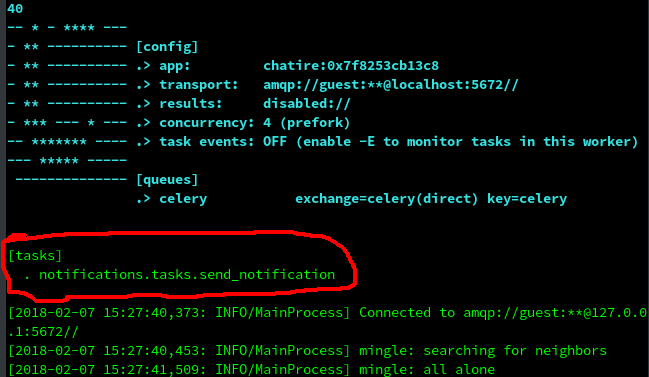 40
-- * - **** ---
- ** ---------- [config]
- ** ---------- .> app:         chatire:0x7f8253cb13c8
- ** ---------- .> transport:   amqp://guest:**@localhost:5672//
- ** ---------- .> results:     disabled://
- *** --- * --- .> concurrency: 4 (prefork)
-- ******* ---- .> task events: OFF (enable -E to monitor tasks in this worker)
--- ***** -----
-------------- [queues]
.> celery           exchange=celery(direct) key=celery
[tasks]
. notifications.tasks.send_notification
[2018-02-07 15:27:40,373: INFO/MainProcess] Connected to amqp://guest:**@127.0.0
.1:5672//
[2018-02-07 15:27:40,453: INFO/MainProcess] mingle: searching for neighbors
[2018-02-07 15:27:41,509: INFO/MainProcess] mingle: all alone